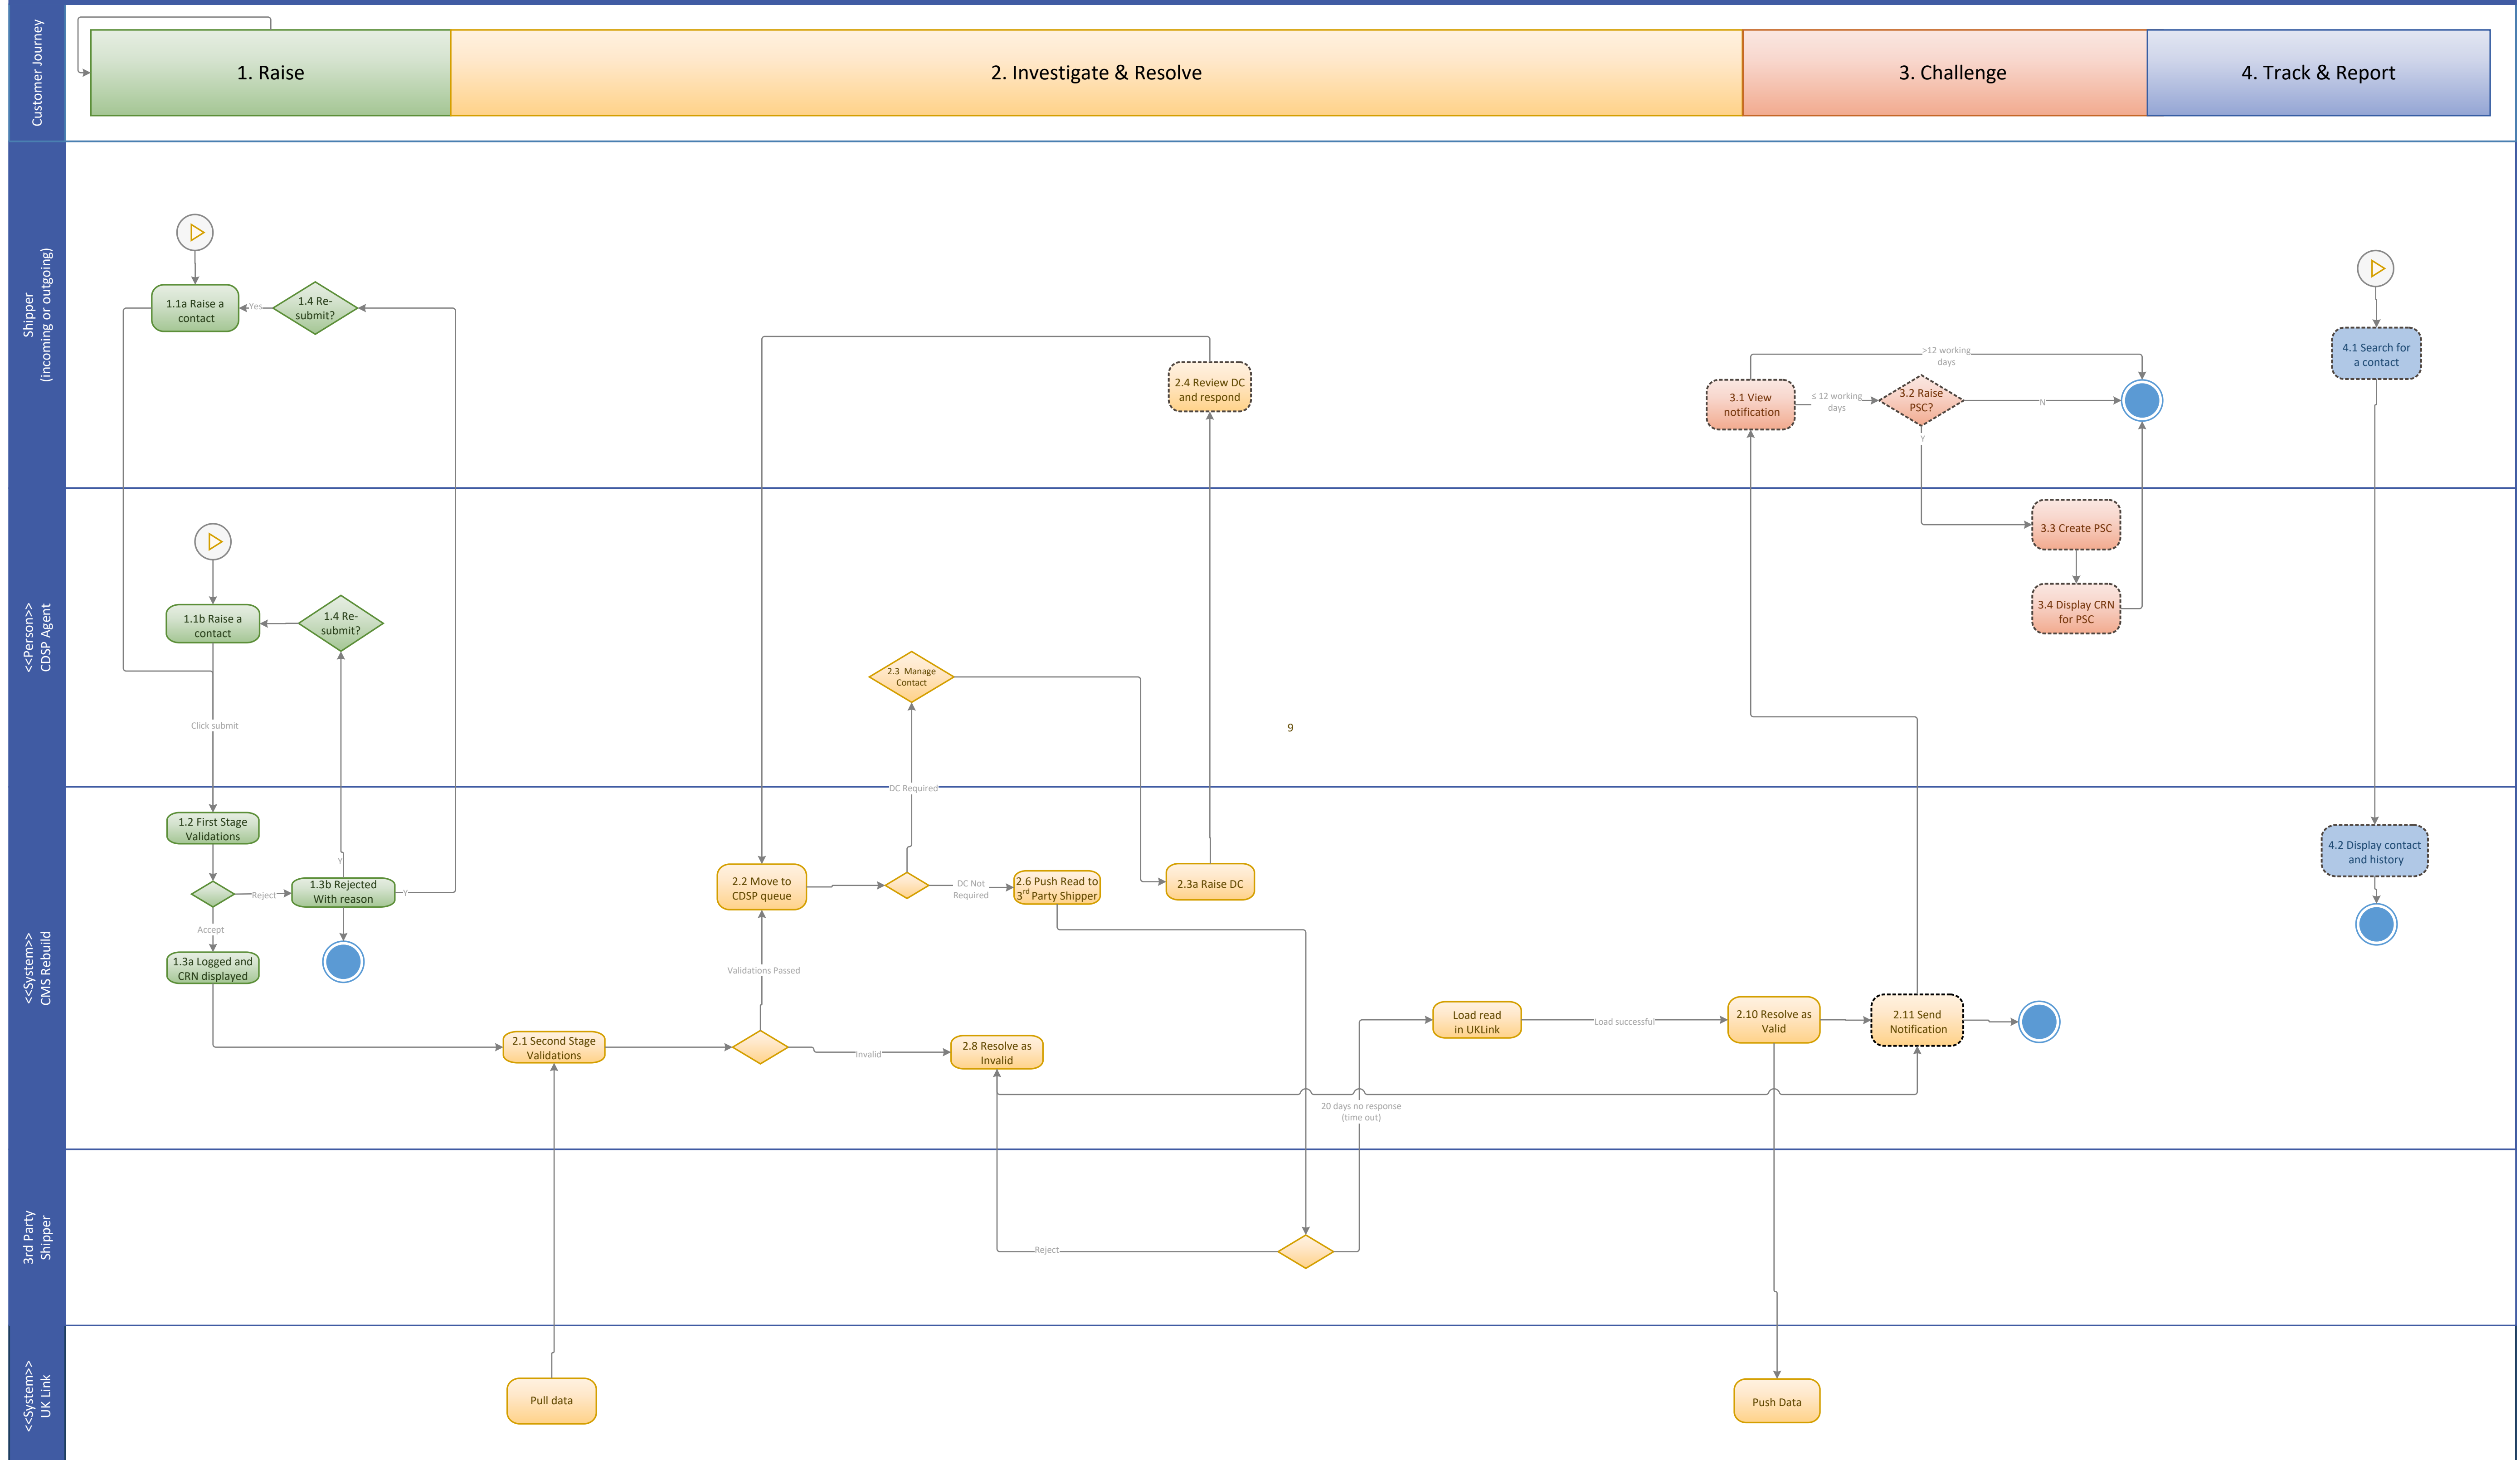 Customer Journey
1. Raise
2. Investigate & Resolve
3. Challenge
4. Track & Report
Shipper
(incoming or outgoing)
1.1a Raise a
contact
Yes
1.4 Re-
submit?
2.4 Review DC
and respond
3.1 View
notification
>12 working
days
≤ 12 working
days
3.2 Raise
PSC?
N
Y
4.1 Search for
a contact
<<Person>>
CDSP Agent
1.1b Raise a
contact
1.4 Re-
submit?
Click submit
2.3 Manage
Contact
9
3.3 Create PSC
3.4 Display CRN
for PSC
DC Required
<<System>>
CMS Rebuild
1.2 First Stage
Validations
Reject
Y
1.3b Rejected
With reason
Y
Accept
1.3a Logged and
CRN displayed
2.2 Move to
CDSP queue
DC Not
Required
2.6 Push Read to
3rd Party Shipper
2.3a Raise DC
4.2 Display contact
and history
Validations Passed
2.1 Second Stage
Validations
Invalid
2.8 Resolve as
Invalid
Load read
in UKLink
Load successful
2.10 Resolve as
Valid
2.11 Send
Notification
20 days no response
(time out)
3rd Party
Shipper
Reject
<<System>>
UK Link
Pull data
Push Data